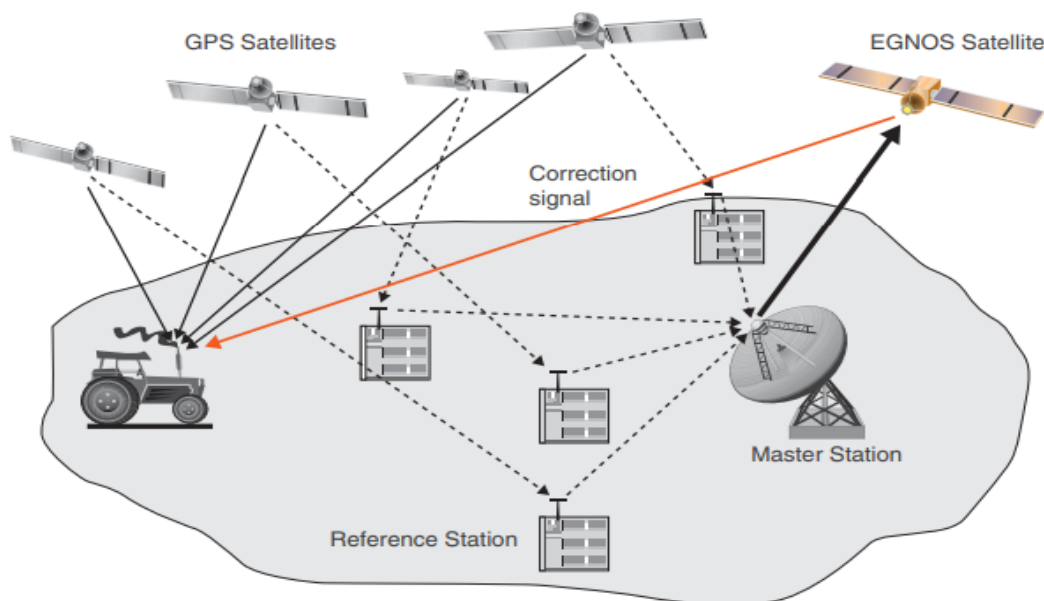 GPS Satellites
EGNOS Satellite
Correction
signal
Master Station
Reference Station